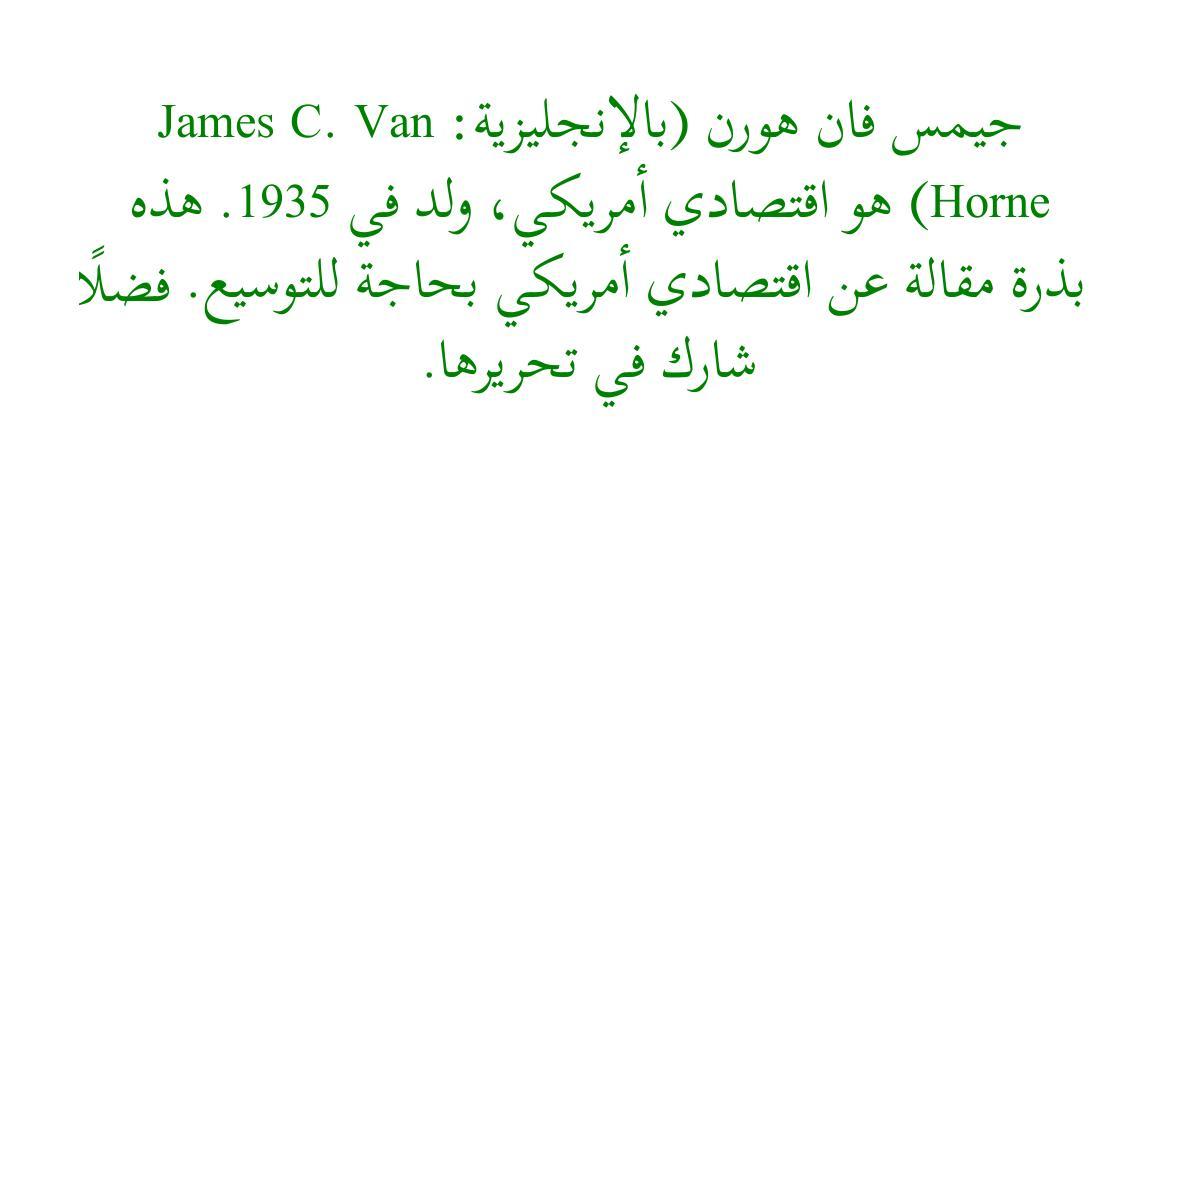 جيمس فان هورن (بالإنجليزية: James C. Van
Horne) هو اقتصادي أمريكي، ولد في 1935. هذه
بذرة مقالة عن اقتصادي أمريكي بحاجة للتوسيع. فضلًا
شارك في تحريرها.